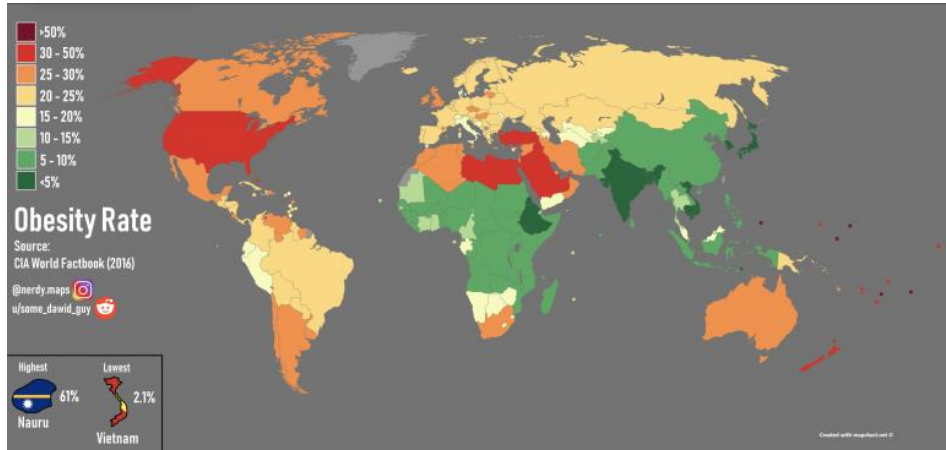 >50%
30 - 50%
25 - 30%
20 - 25%
15 - 20%
10 - 15%
5 - 10%
<5%
Obesity Rate
Source:
CIA World Factbook (2016)
@nerdy.maps
u/some_dawid_guy
Highest
61%
Nauru
Lowest
2.1%
Vietnam
Created with mapchart.net ©